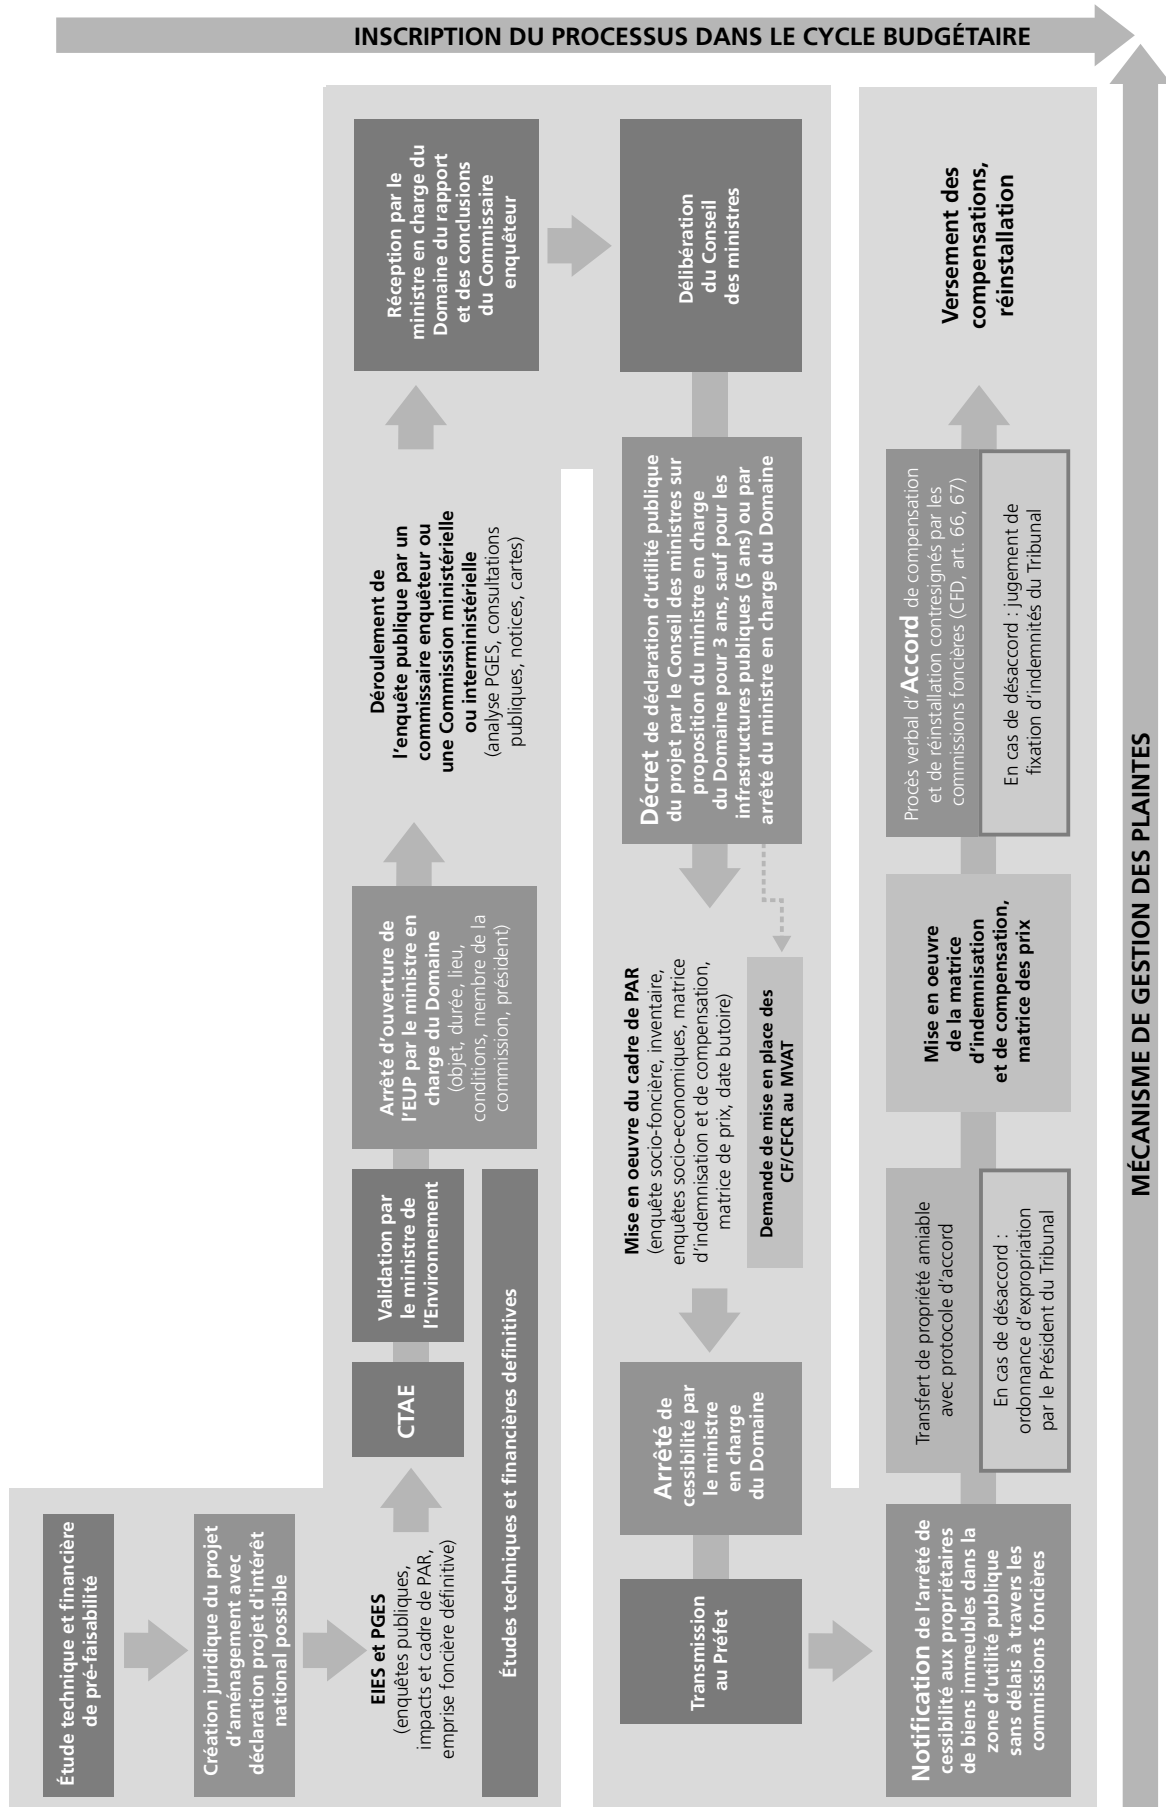 INSCRIPTION DU PROCESSUS DANS LE CYCLE BUDGÉTAIRE
Étude technique et financière
de pré-faisabilité
Création juridique du projet
d'aménagement avec
déclaration projet d'intérêt
national possible
EIES et PGES
(enquêtes publiques,
impacts et cadre de PAR,
emprise foncière définitive)
CTAE
Validation par
le ministre de
l'Environnement
Études techniques et financières definitives
Arrêté d'ouverture de
l'EUP par le ministre en
charge du Domaine
(objet, durée, lieu,
conditions, membre de la
commission, président)
Déroulement de
l'enquête publique par un
commissaire enquêteur ou
une Commission ministérielle
ou interministérielle
(analyse PGES, consultations
publiques, notices, cartes)
Réception par le
ministre en charge du
Domaine du rapport
et des conclusions
du Commissaire
enquêteur
Délibération
du Conseil
des ministres
Décret de déclaration d'utilité publique
du projet par le Conseil des ministres sur
proposition du ministre en charge
du Domaine pour 3 ans, sauf pour les
infrastructures publiques (5 ans) ou par
arrêté du ministre en charge du Domaine
Mise en oeuvre du cadre de PAR
(enquête socio-foncière, inventaire,
enquêtes socio-economiques, matrice
d'indemnisation et de compensation,
matrice de prix, date butoire)
Demande de mise en place des
CF/CFCR au MVAT
Arrêté de
cessibilité par
le ministre
en charge
du Domaine
Transmission
au Préfet
Notification de l'arrêté de
cessibilité aux propriétaires
de biens immeubles dans la
zone d'utilité publique
sans délais à travers les
commissions foncières
Transfert de propriété amiable
avec protocole d'accord
En cas de désaccord :
ordonnance d'expropriation
par le Président du Tribunal
Mise en oeuvre
de la matrice
d'indemnisation
et de compensation,
matrice des prix
Procès verbal d'Accord de compensation
et de réinstallation contresignés par les
commissions foncières (CFD, art. 66, 67)
En cas de désaccord : jugement de
fixation d'indemnités du Tribunal
Versement des
compensations,
réinstallation
MÉCANISME DE GESTION DES PLAINTES